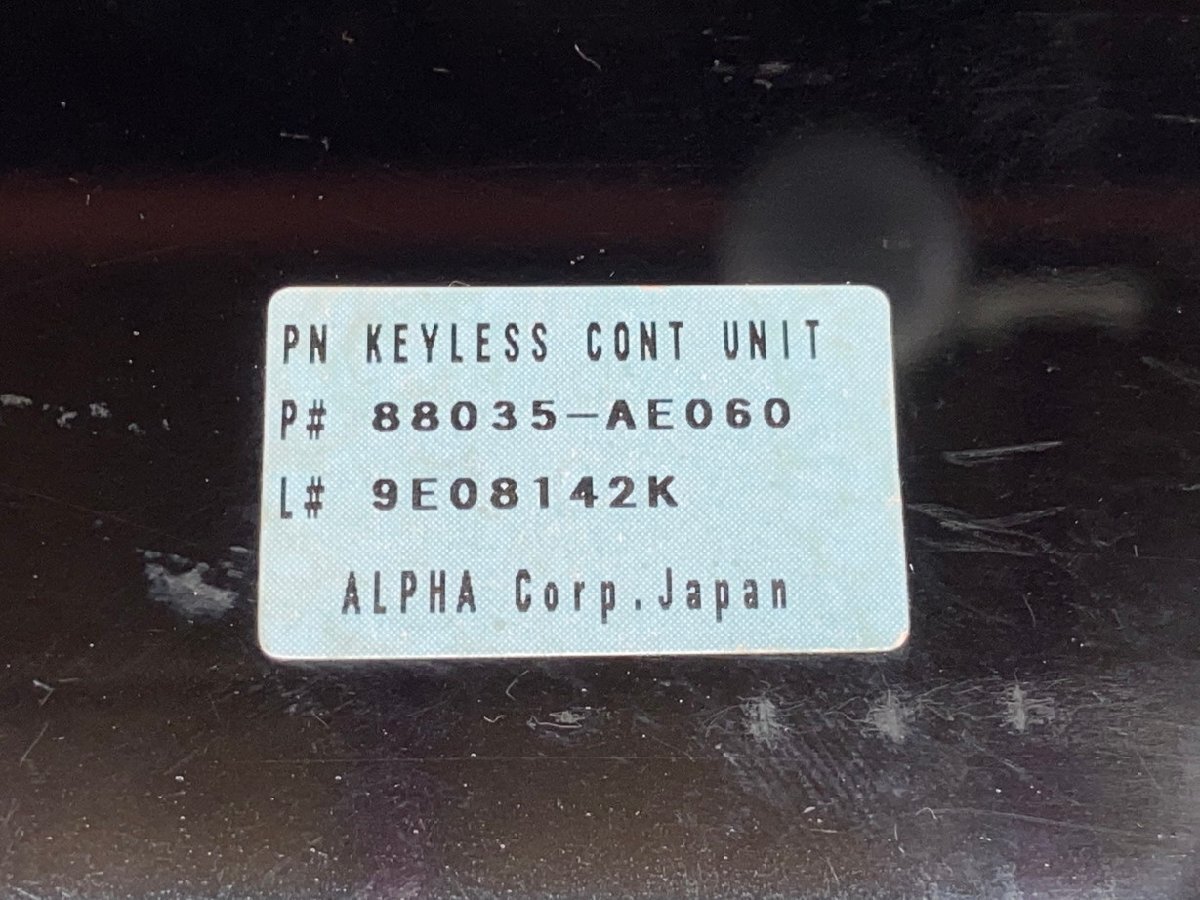 PN KEYLESS CONT UNIT
P# 88035-AE060
L# 9E08142K
ALPHA Corp.Japan